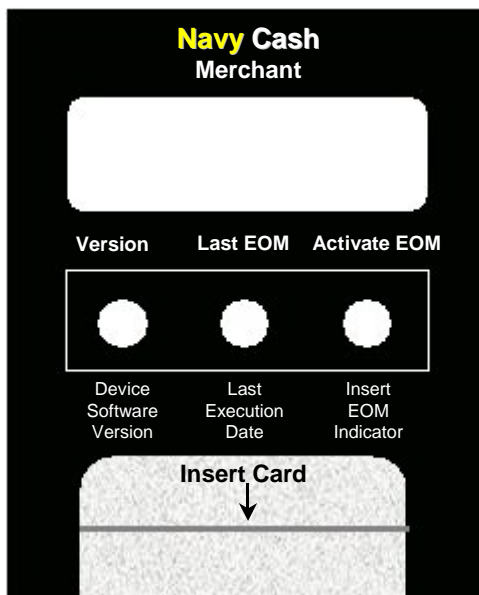 Navy Cash
Merchant
Version Last EOM Activate EOM
Device Last Insert
Software Execution EOM
Version Date Indicator
Insert Card